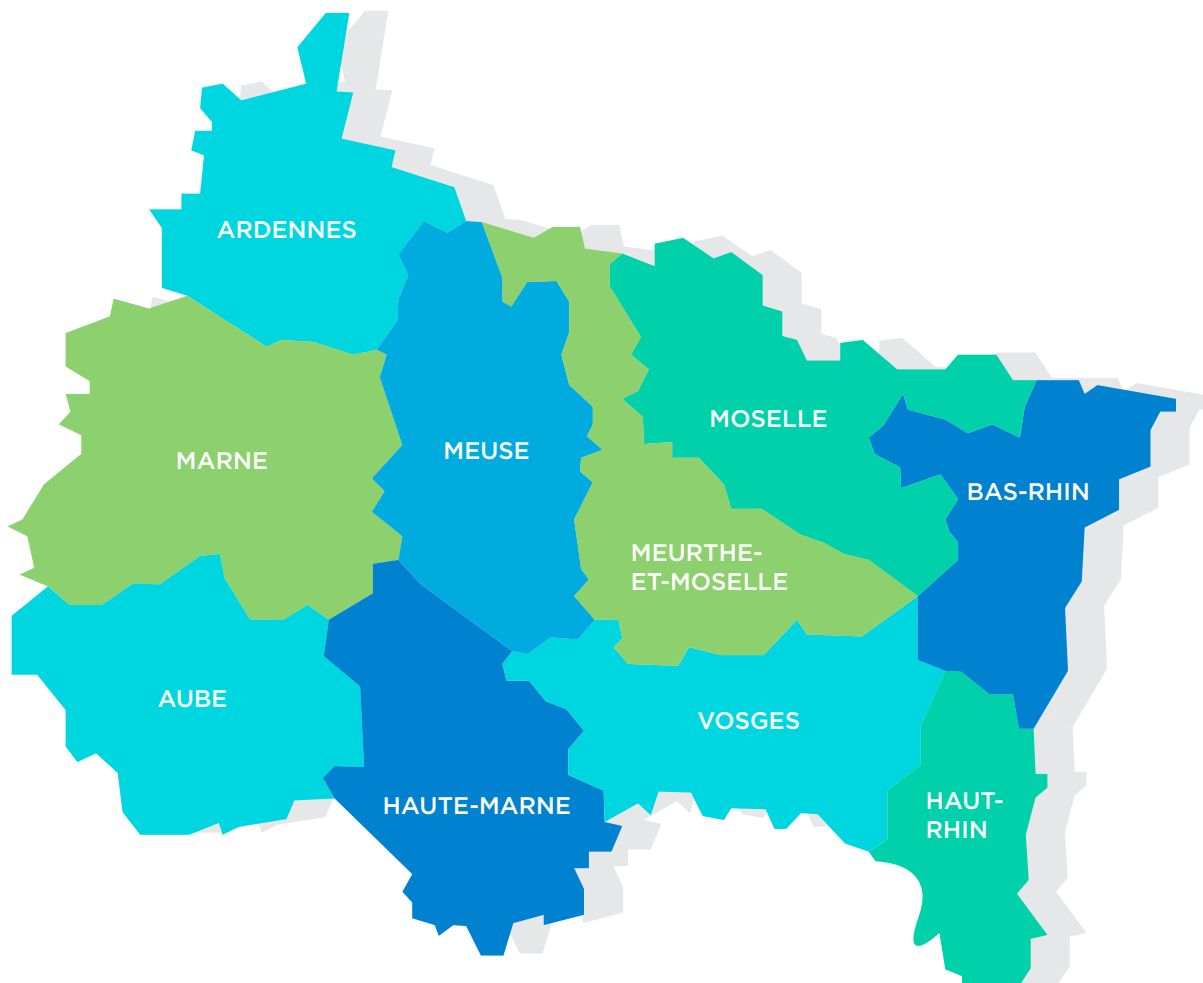 ARDENNES
MOSELLE
MEUSE
MARNE
BAS-RHIN
MEURTHE-
ET-MOSELLE
AUBE
VOSGES
HAUTE-MARNE
HAUT-
RHIN